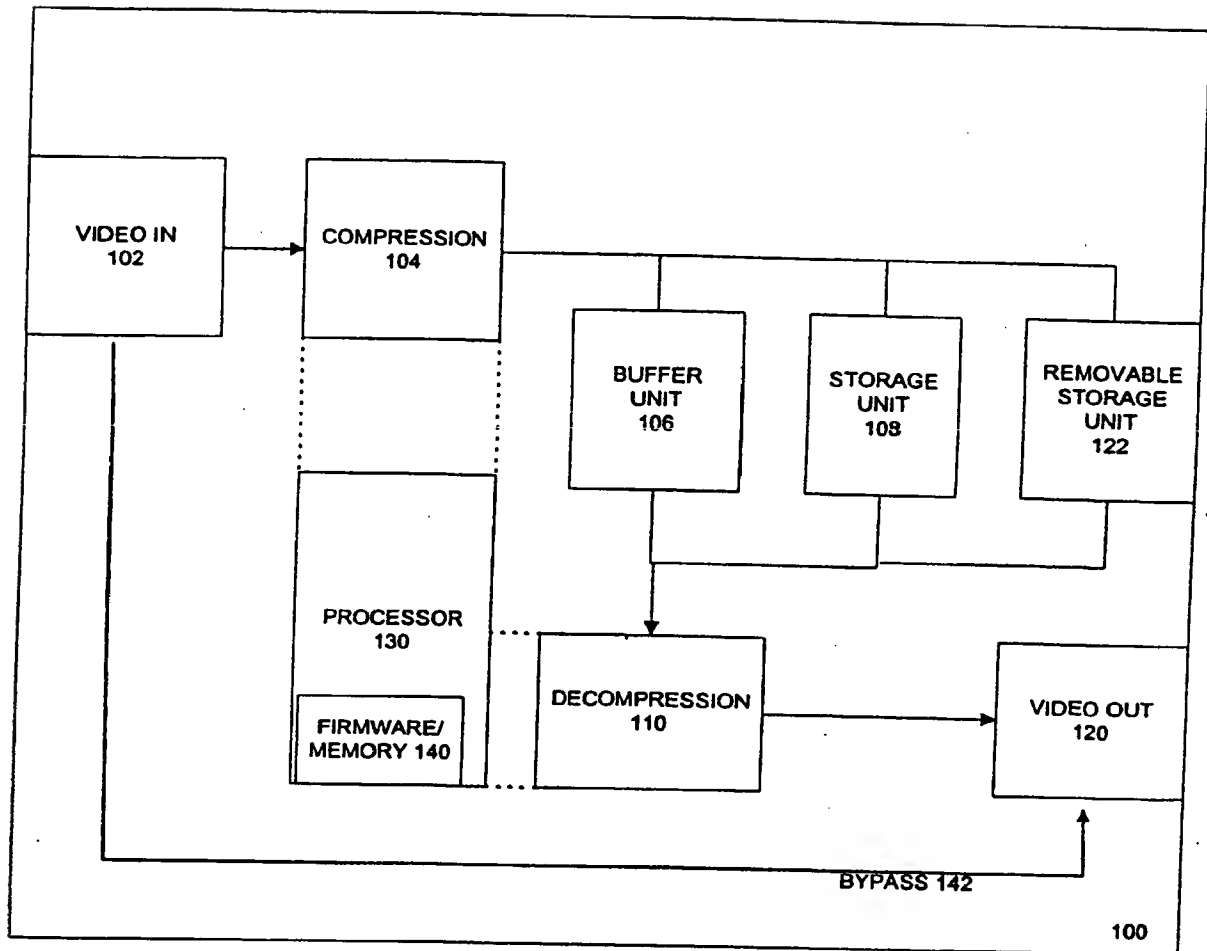 VIDEO IN
102
COMPRESSION
104
BUFFER
UNIT
106
STORAGE
UNIT
108
REMOVABLE
STORAGE
UNIT
122
PROCESSOR
130
FIRMWARE/
MEMORY 140
DECOMPRESSION
110
VIDEO OUT
120
BYPASS 142
100